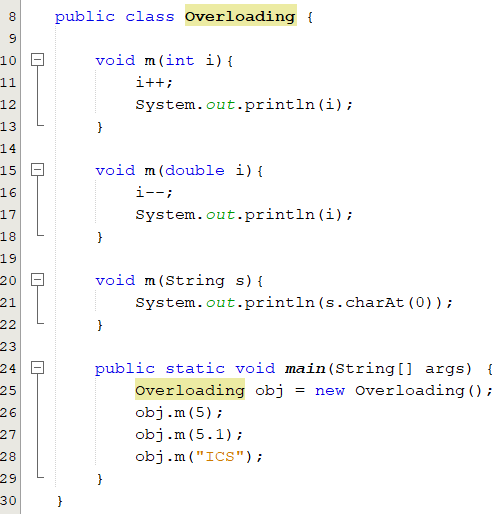 8 public class Overloading {
9
10 void m(int i){
11 i++;
12 System.out.println(i);
13 }
14
15 void m(double i){
16 i--;
17 System.out.println(i);
18 }
19
20 void m(String s){
21 System.out.println(s.charAt(0));
22 }
23
24 public static void main(String[] args) {
25 Overloading obj = new Overloading();
26 obj.m(5);
27 obj.m(5.1);
28 obj.m("ICS");
29 }
30 }